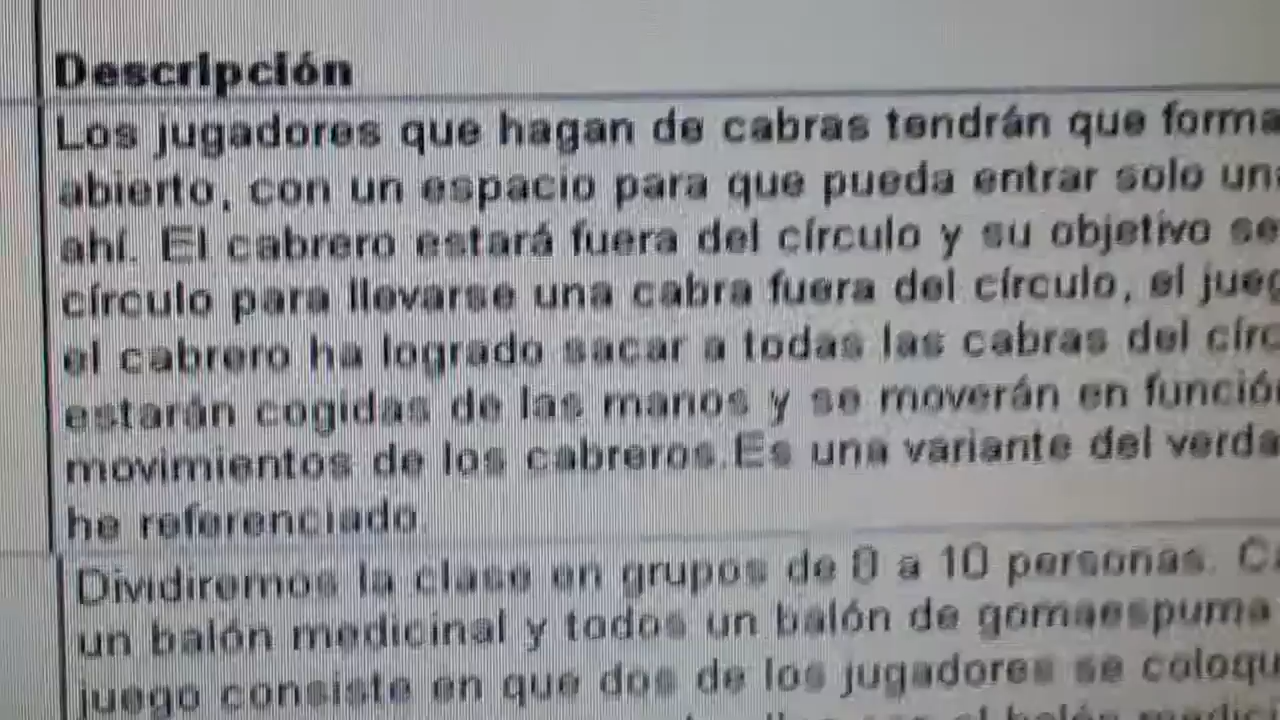 Descripción
Los jugadores que hagan de cabras tendrán que forma
abierto, con un espacio para que pueda entrar solo un
ahí. El cabrero estará fuera del círculo y su objetivo se
círculo para llevarse una cabra fuera del círculo, el jueg
el cabrero ha logrado sacar a todas las cabras del círc
estarán cogidas de las manos y se moverán en función
movimientos de los cabreros.Es una variante del verda
he referenciado.
Dividiremos la clase en grupos de a 10 personas. C
un balón medicinal y todos un balón de gomaespuma
juego consiste en que dos de los jugadores se coloqu
el balón medici